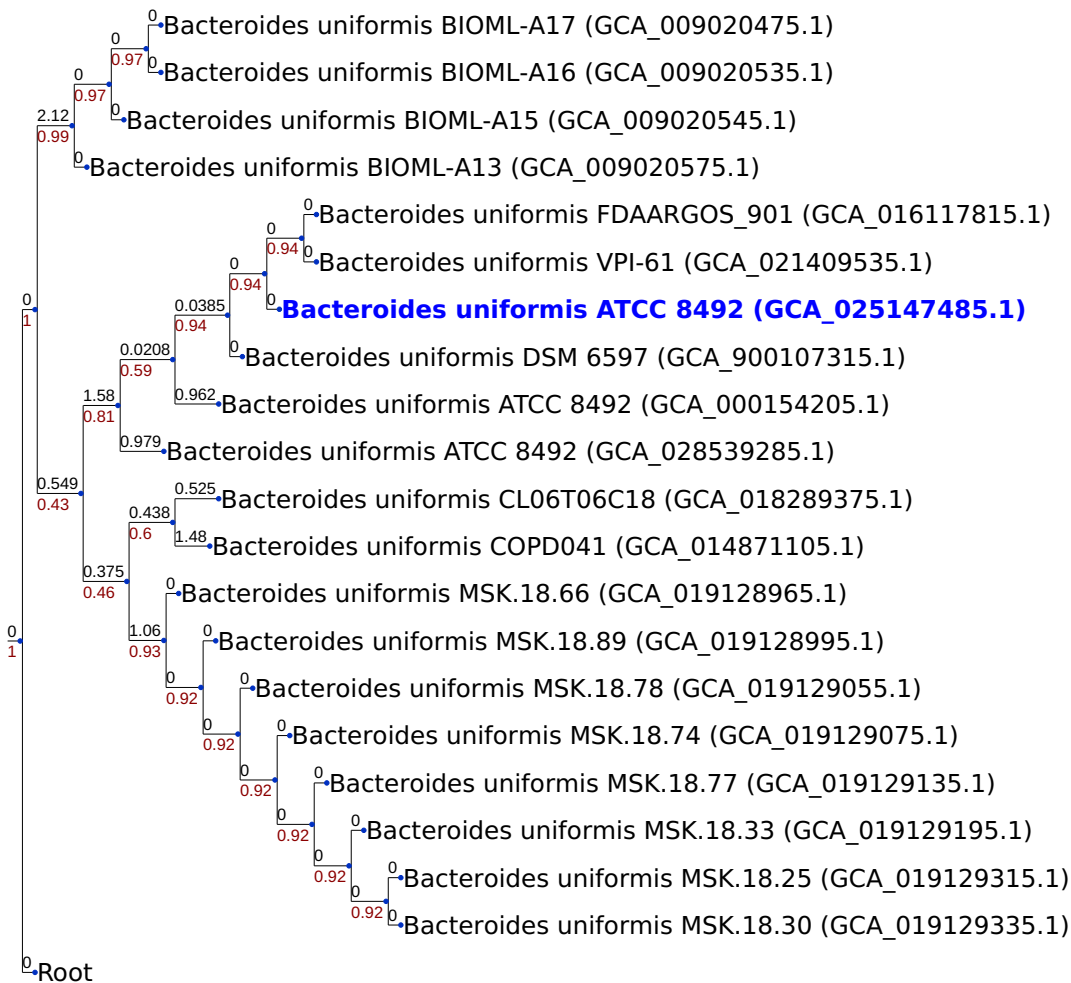 0
Bacteroides uniformis BIOML-A17 (GCA_009020475.1)
0
0.97
0
Bacteroides uniformis BIOML-A16 (GCA_009020535.1)
0
0.97
0
Bacteroides uniformis BIOML-A15 (GCA_009020545.1)
2.12
0.99
0
Bacteroides uniformis BIOML-A13 (GCA_009020575.1)
0
Bacteroides uniformis FDAARGOS_901 (GCA_016117815.1)
0
0.94
0
Bacteroides uniformis VPI-61 (GCA_021409535.1)
0
0.94
0
Bacteroides uniformis ATCC 8492 (GCA_025147485.1)
0
1
0.0385
0.94
0
Bacteroides uniformis DSM 6597 (GCA_900107315.1)
0.0208
0.59
0.962
Bacteroides uniformis ATCC 8492 (GCA_000154205.1)
1.58
0.81
0.979
Bacteroides uniformis ATCC 8492 (GCA_028539285.1)
0.549
0.43
0.525
Bacteroides uniformis CL06T06C18 (GCA_018289375.1)
0.438
0.6
1.48
Bacteroides uniformis COPD041 (GCA_014871105.1)
0.375
0.46
0
Bacteroides uniformis MSK.18.66 (GCA_019128965.1)
0
1
1.06
0.93
0
Bacteroides uniformis MSK.18.89 (GCA_019128995.1)
0
0.92
0
Bacteroides uniformis MSK.18.78 (GCA_019129055.1)
0
0.92
0
Bacteroides uniformis MSK.18.74 (GCA_019129075.1)
0
0.92
0
Bacteroides uniformis MSK.18.77 (GCA_019129135.1)
0
0.92
0
Bacteroides uniformis MSK.18.33 (GCA_019129195.1)
0
0.92
0
Bacteroides uniformis MSK.18.25 (GCA_019129315.1)
0
0.92
0
Bacteroides uniformis MSK.18.30 (GCA_019129335.1)
0
Root